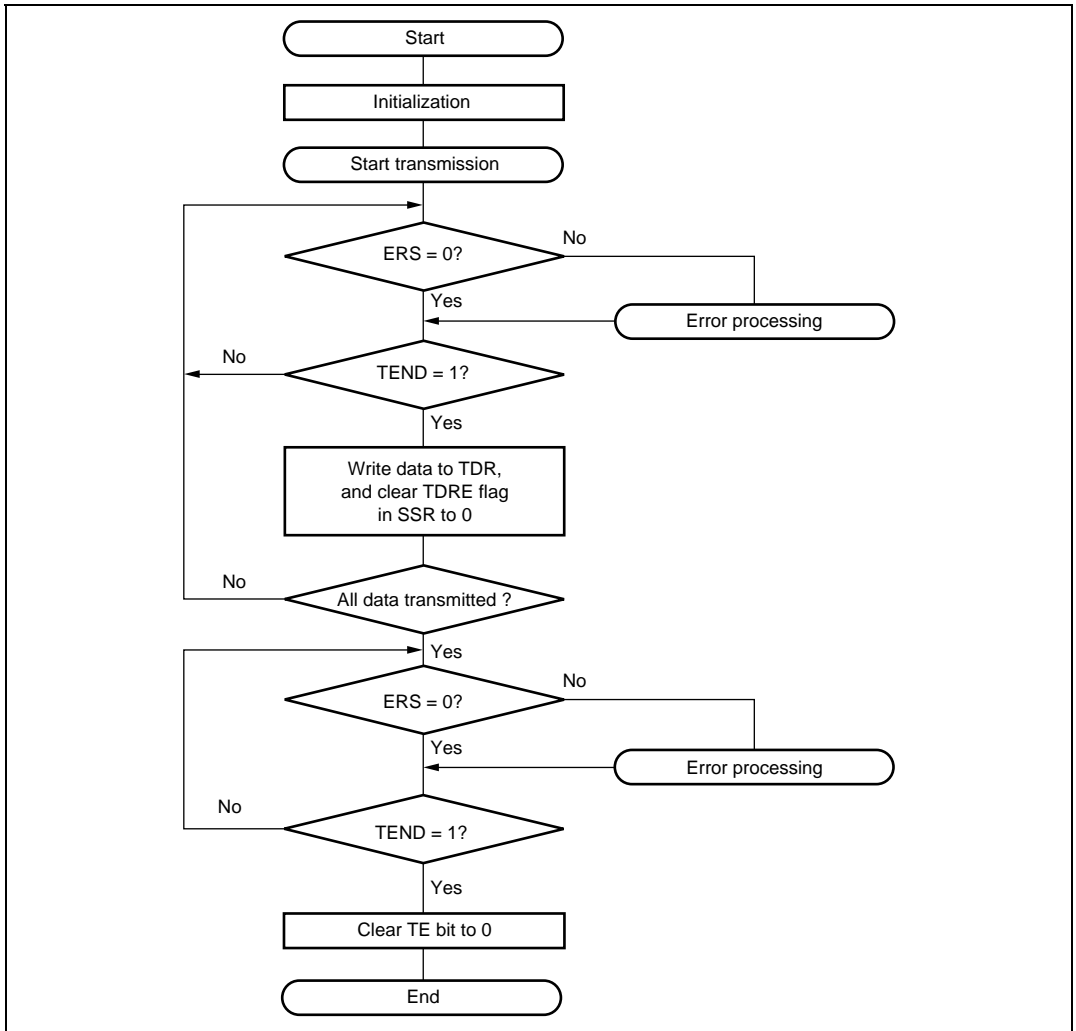 Start
Initialization
Start transmission
ERS = 0?
No
Yes
Error processing
No
TEND = 1?
Yes
Write data to TDR,
and clear TDRE flag
in SSR to 0
No
All data transmitted ?
Yes
ERS = 0?
No
Yes
Error processing
No
TEND = 1?
Yes
Clear TE bit to 0
End